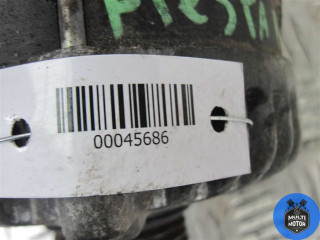 FIESTA
00045686
MULTI
MOTOR